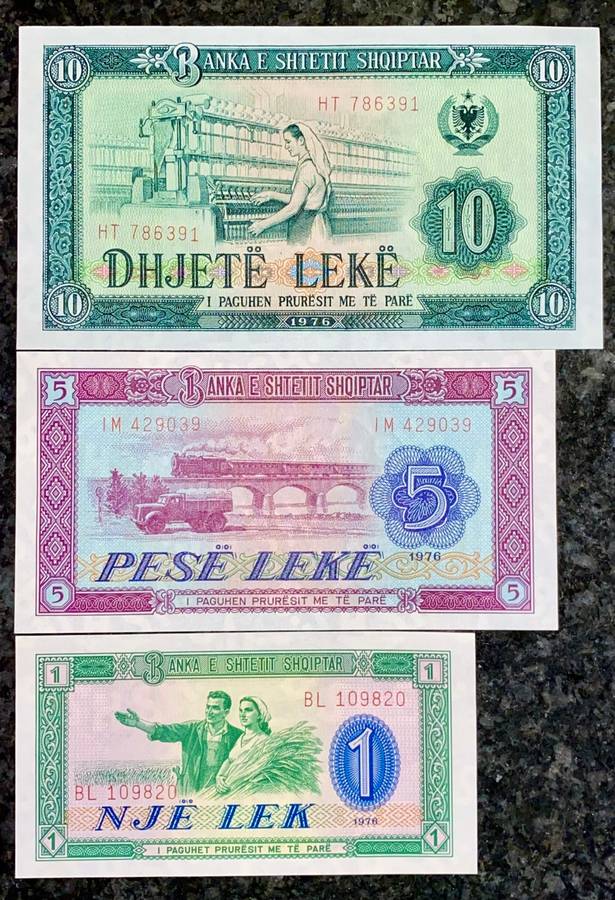 10 BANKA E SHTETIT SHQIPTAR 10
HT 786391
10
HT 786391
DHJETË LEKË
10 I PAGUHEN PRURËSIT ME TË PARË 10
1976
5 BANKA E SHTETIT SHQIPTAR 5
IM 429039 IM 429039
5
PESË LEKË 1976
5 I PAGUHEN PRURËSIT ME TË PARË 5
1 BANKA E SHTETIT SHQIPTAR 1
BL 109820
1
BL 109820
NJË LEK 1976
1 I PAGUHET PRURËSIT ME TË PARË 1